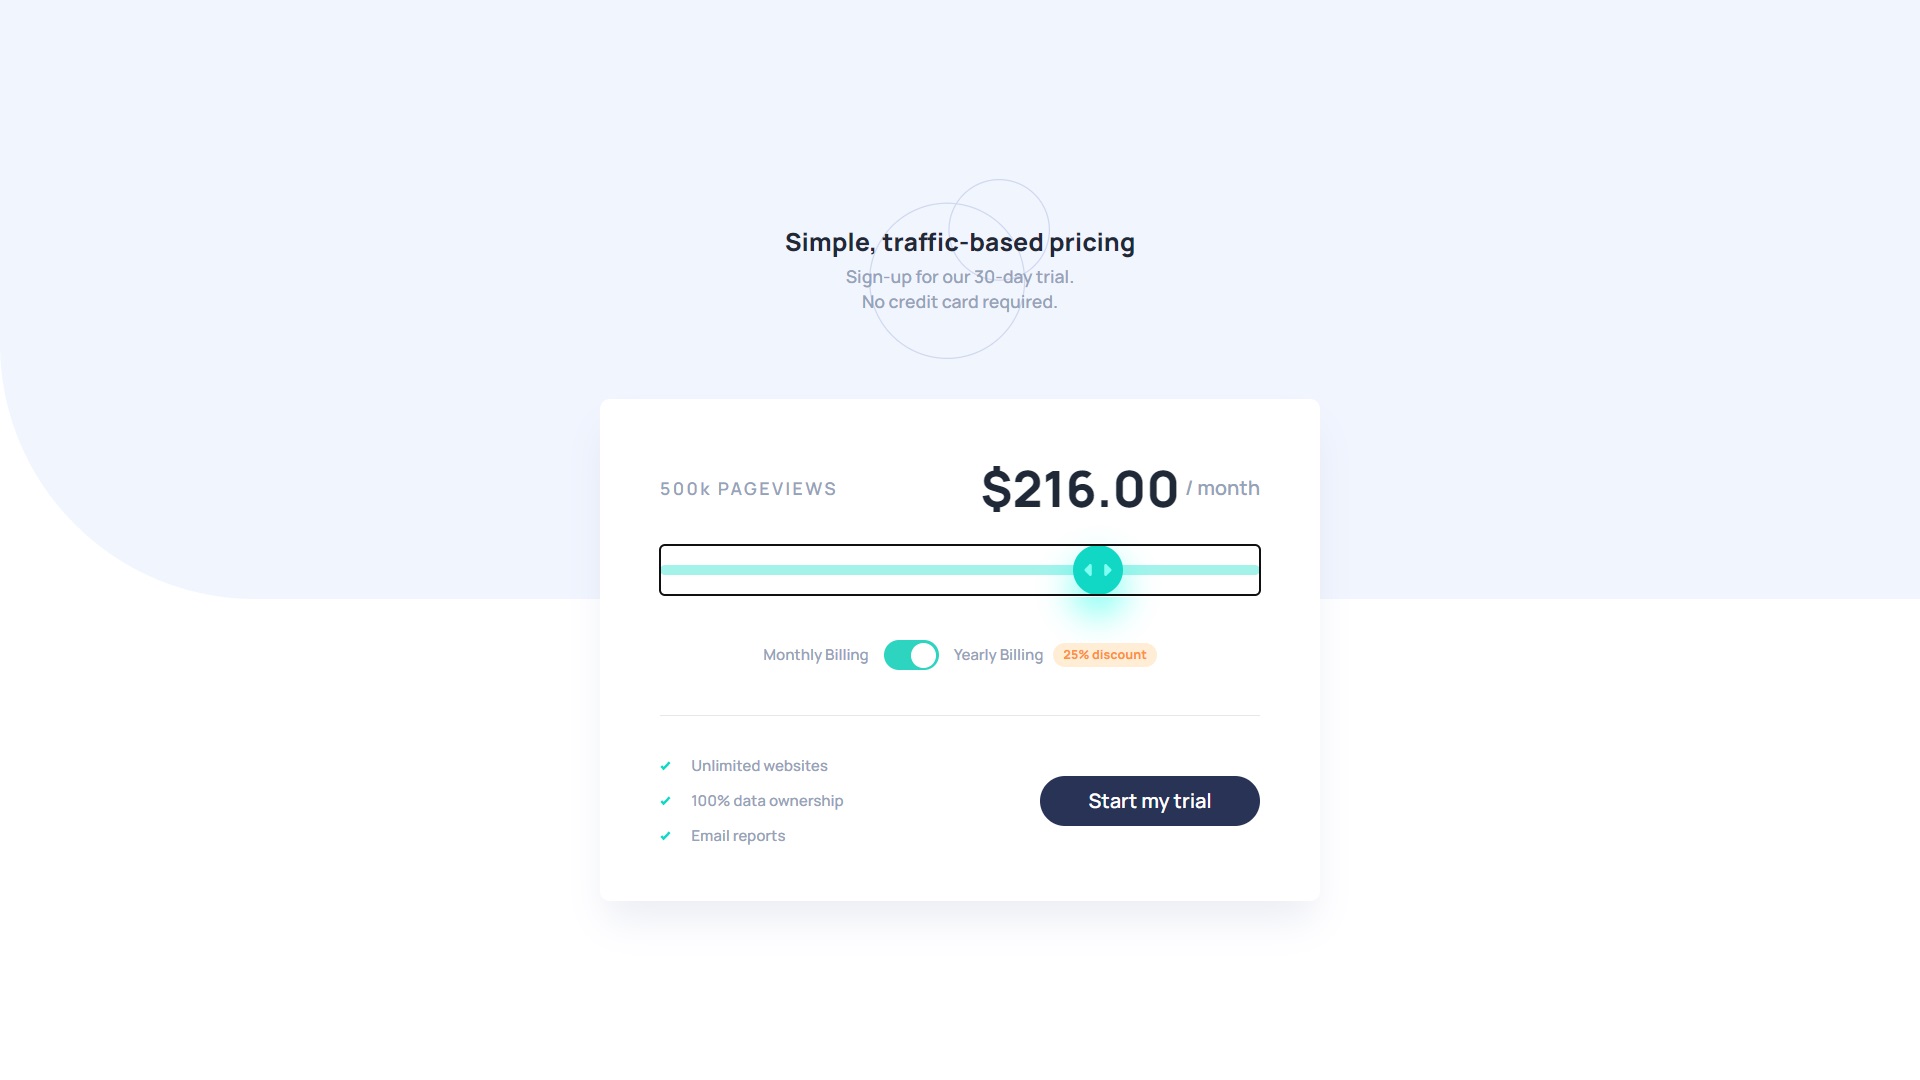 Simple, traffic-based pricing
Sign-up for our 30-day trial.
No credit card required.
500k PAGEVIEWS
$216.00 / month
Monthly Billing
Yearly Billing
25% discount
Unlimited websites
100% data ownership
Email reports
Start my trial